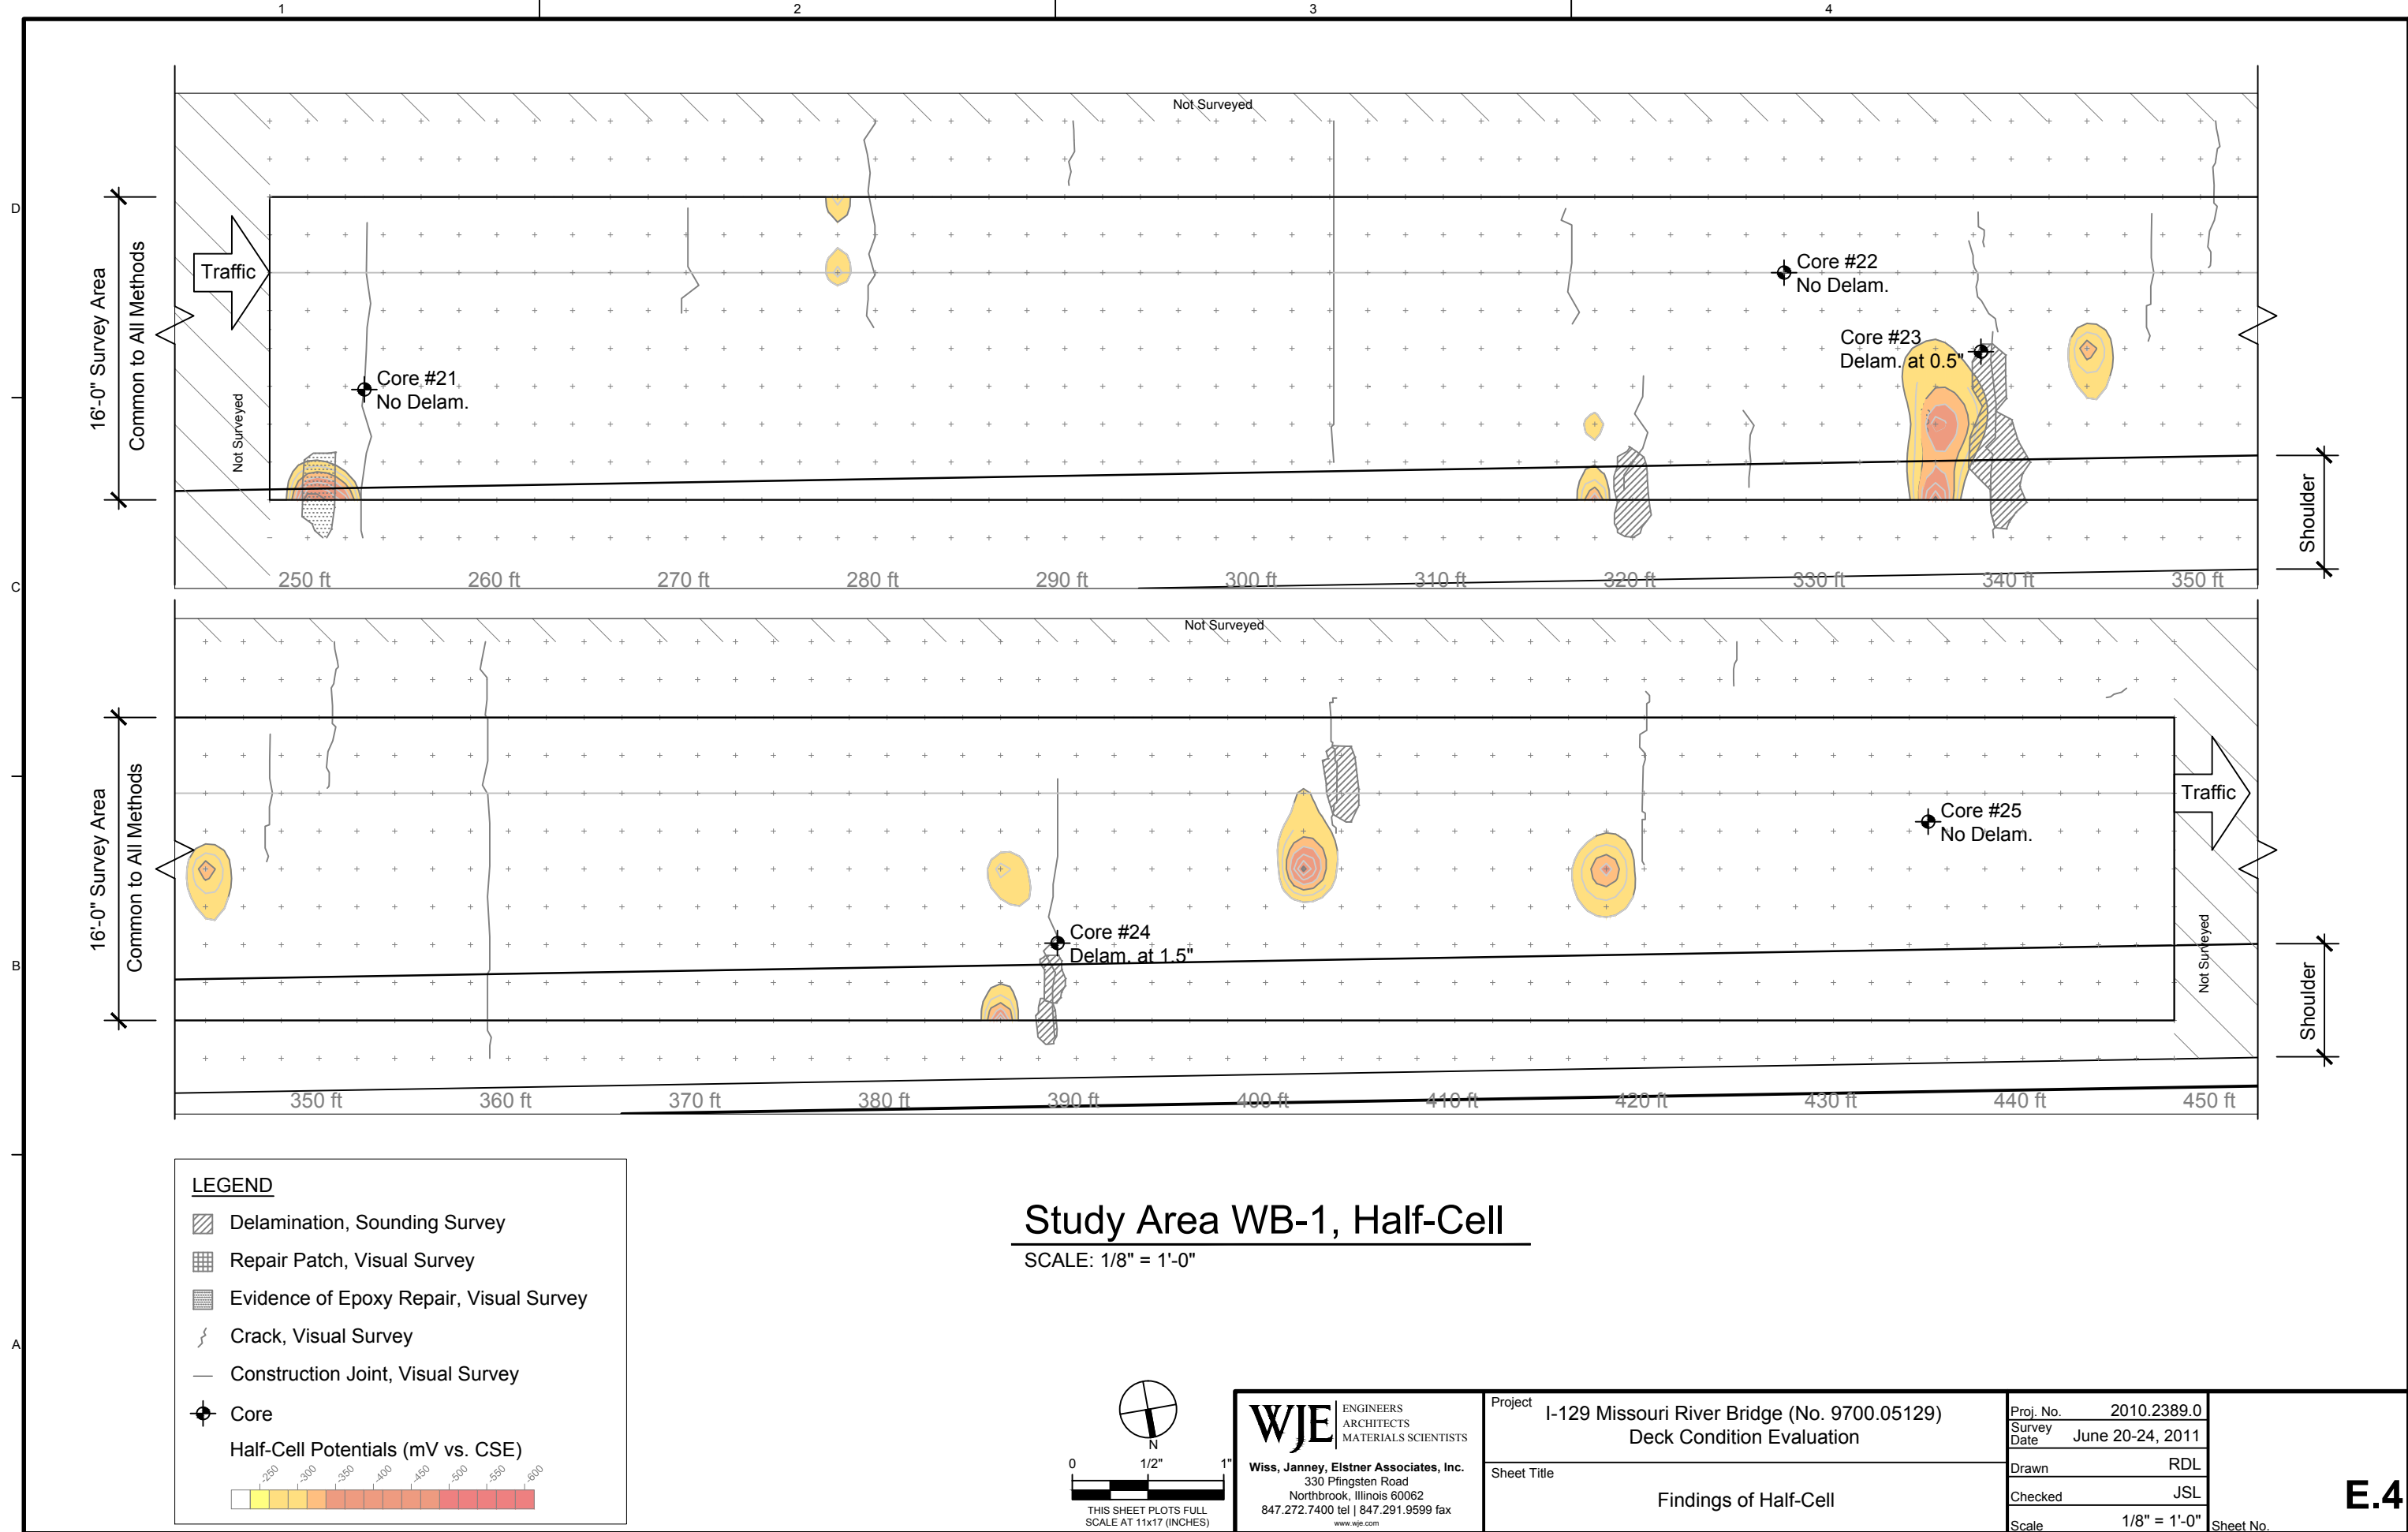 1
2
3
4
D
C
B
A
Not Surveyed
16'-0" Survey Area
Common to All Methods
Traffic
Not Surveyed
Core #21
No Delam.
Core #22
No Delam.
Core #23
Delam. at 0.5"
Shoulder
250 ft
260 ft
270 ft
280 ft
290 ft
300 ft
310 ft
320 ft
330 ft
340 ft
350 ft
Not Surveyed
16'-0" Survey Area
Common to All Methods
Core #24
Delam. at 1.5"
Core #25
No Delam.
Traffic
Not Surveyed
Shoulder
350 ft
360 ft
370 ft
380 ft
390 ft
400 ft
410 ft
420 ft
430 ft
440 ft
450 ft
LEGEND
Delamination, Sounding Survey
Repair Patch, Visual Survey
Evidence of Epoxy Repair, Visual Survey
Crack, Visual Survey
Construction Joint, Visual Survey
Core
Half-Cell Potentials (mV vs. CSE)
-250 -300 -350 -400 -450 -500 -550 -600
Study Area WB-1, Half-Cell
SCALE: 1/8" = 1'-0"
N
0 1/2" 1"
THIS SHEET PLOTS FULL
SCALE AT 11x17 (INCHES)
WJE
ENGINEERS
ARCHITECTS
MATERIALS SCIENTISTS
Wiss, Janney, Elstner Associates, Inc.
330 Pfingsten Road
Northbrook, Illinois 60062
847.272.7400 tel | 847.291.9599 fax
www.wje.com
Project
I-129 Missouri River Bridge (No. 9700.05129)
Deck Condition Evaluation
Sheet Title
Findings of Half-Cell
Proj. No. 2010.2389.0
Survey Date June 20-24, 2011
Drawn RDL
Checked JSL
Scale 1/8" = 1'-0"
Sheet No.
E.4